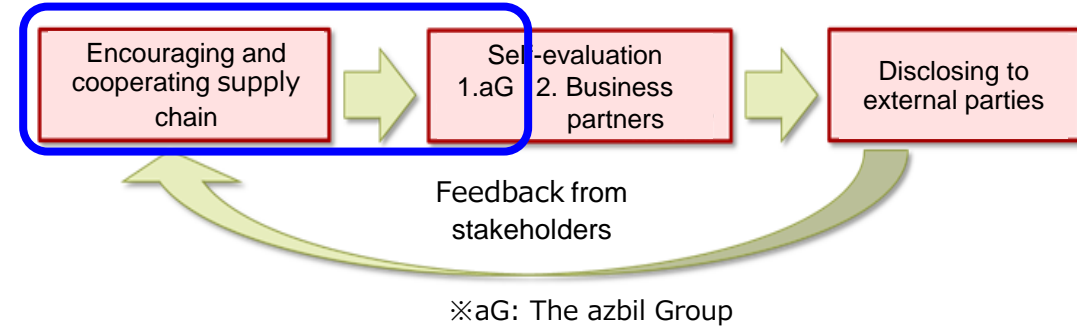 Encouraging and
cooperating supply
chain
Self-evaluation
1.aG 2. Business
partners
Disclosing to
external parties
Feedback from
stakeholders
※aG: The azbil Group